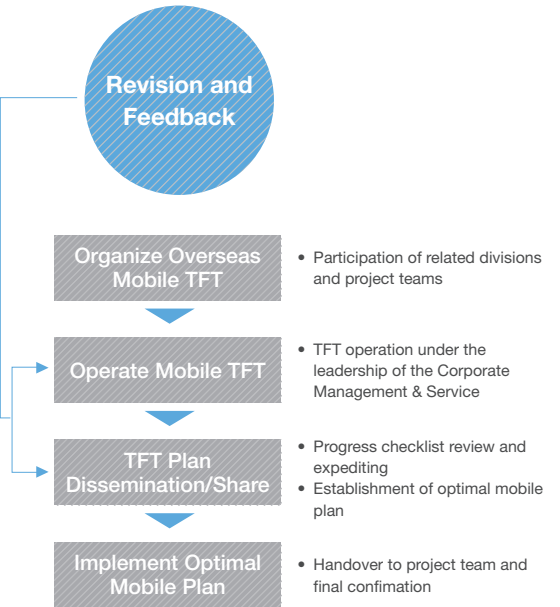 Revision and
Feedback
Organize Overseas
Mobile TFT
• Participation of related divisions
and project teams
Operate Mobile TFT
• TFT operation under the
leadership of the Corporate
Management & Service
TFT Plan
Dissemination/Share
• Progress checklist review and
expediting
• Establishment of optimal mobile
plan
Implement Optimal
Mobile Plan
• Handover to project team and
final confimation